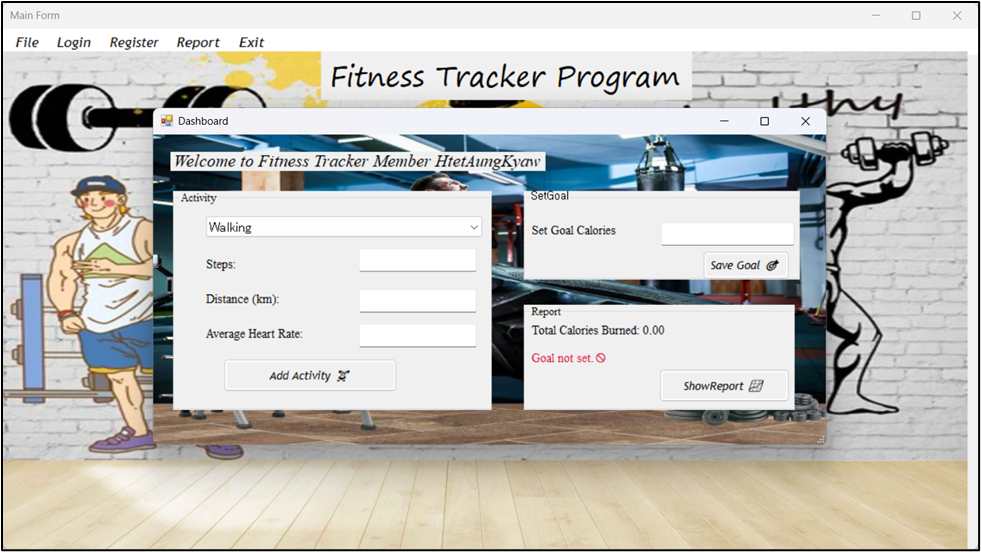 Main Form
File Login Register Report Exit
Fitness Tracker Program
Dashboard
Welcome to Fitness Tracker Member HtetAungKyaw
Activity
Walking
Steps:
Distance (km):
Average Heart Rate:
Add Activity
SetGoal
Set Goal Calories
Save Goal
Report
Total Calories Burned: 0.00
Goal not set.
ShowReport